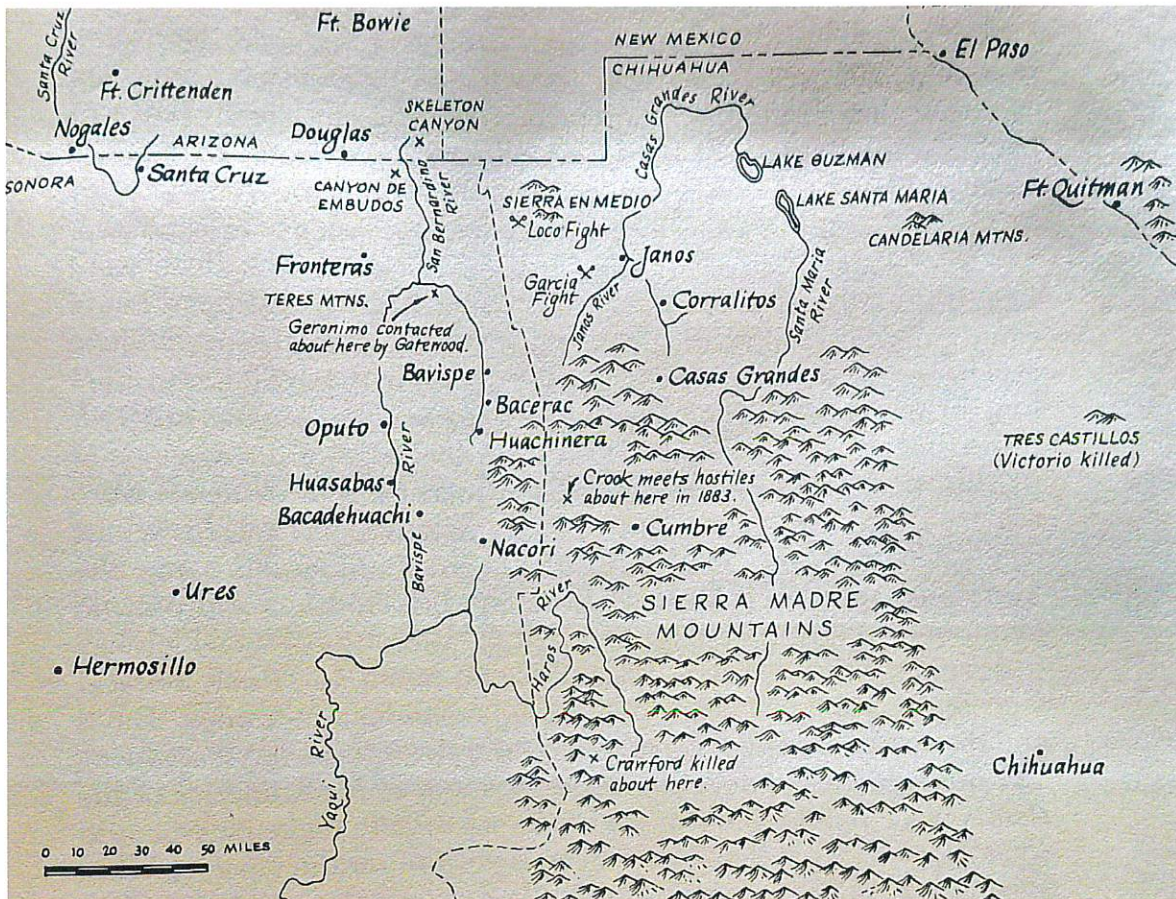 Santa Cruz
River
Ft. Bowie
NEW MEXICO
CHIHUAHUA
El Paso
Ft. Crittenden
Nogales
ARIZONA
SONORA
Santa Cruz
Douglas
SKELETON
CANYON
CANYON DE
EMBUDOS
San Bernardino
River
Casas Grandes River
LAKE GUZMAN
LAKE SANTA MARIA
Ft. Quitman
CANDELARIA MTNS.
SIERRA EN MEDIO
Loco Fight
Fronteras
TERES MTNS.
Geronimo contacted
about here by Gatewood.
Janos
Garcia
Fight
Janos River
Corralitos
Santa Maria
River
Bavispe
Bacerac
Huachinera
Casas Grandes
Oputo
Huasabas
Bacadehuachi
Bavispe River
TRES CASTILLOS
(Victorio killed)
Crook meets hostiles
about here in 1883.
Cumbre
Nacori
Ures
Hermosillo
Haros River
SIERRA MADRE
MOUNTAINS
Yaqui River
Crawford killed
about here.
Chihuahua
0 10 20 30 40 50 MILES